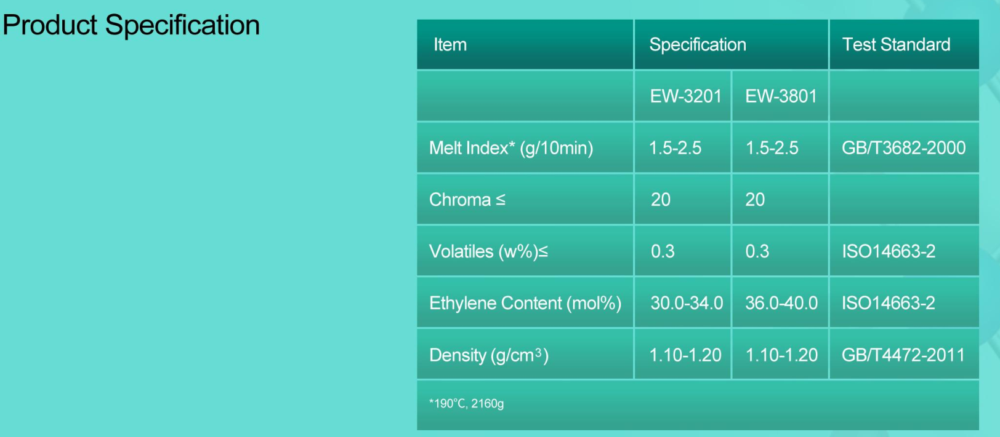 Product Specification
Item Specification Test Standard
EW-3201 EW-3801
Melt Index* (g/10min) 1.5-2.5 1.5-2.5 GB/T3682-2000
Chroma ≤ 20 20
Volatiles (w%)≤ 0.3 0.3 ISO14663-2
Ethylene Content (mol%) 30.0-34.0 36.0-40.0 ISO14663-2
Density (g/cm³) 1.10-1.20 1.10-1.20 GB/T4472-2011
*190℃, 2160g